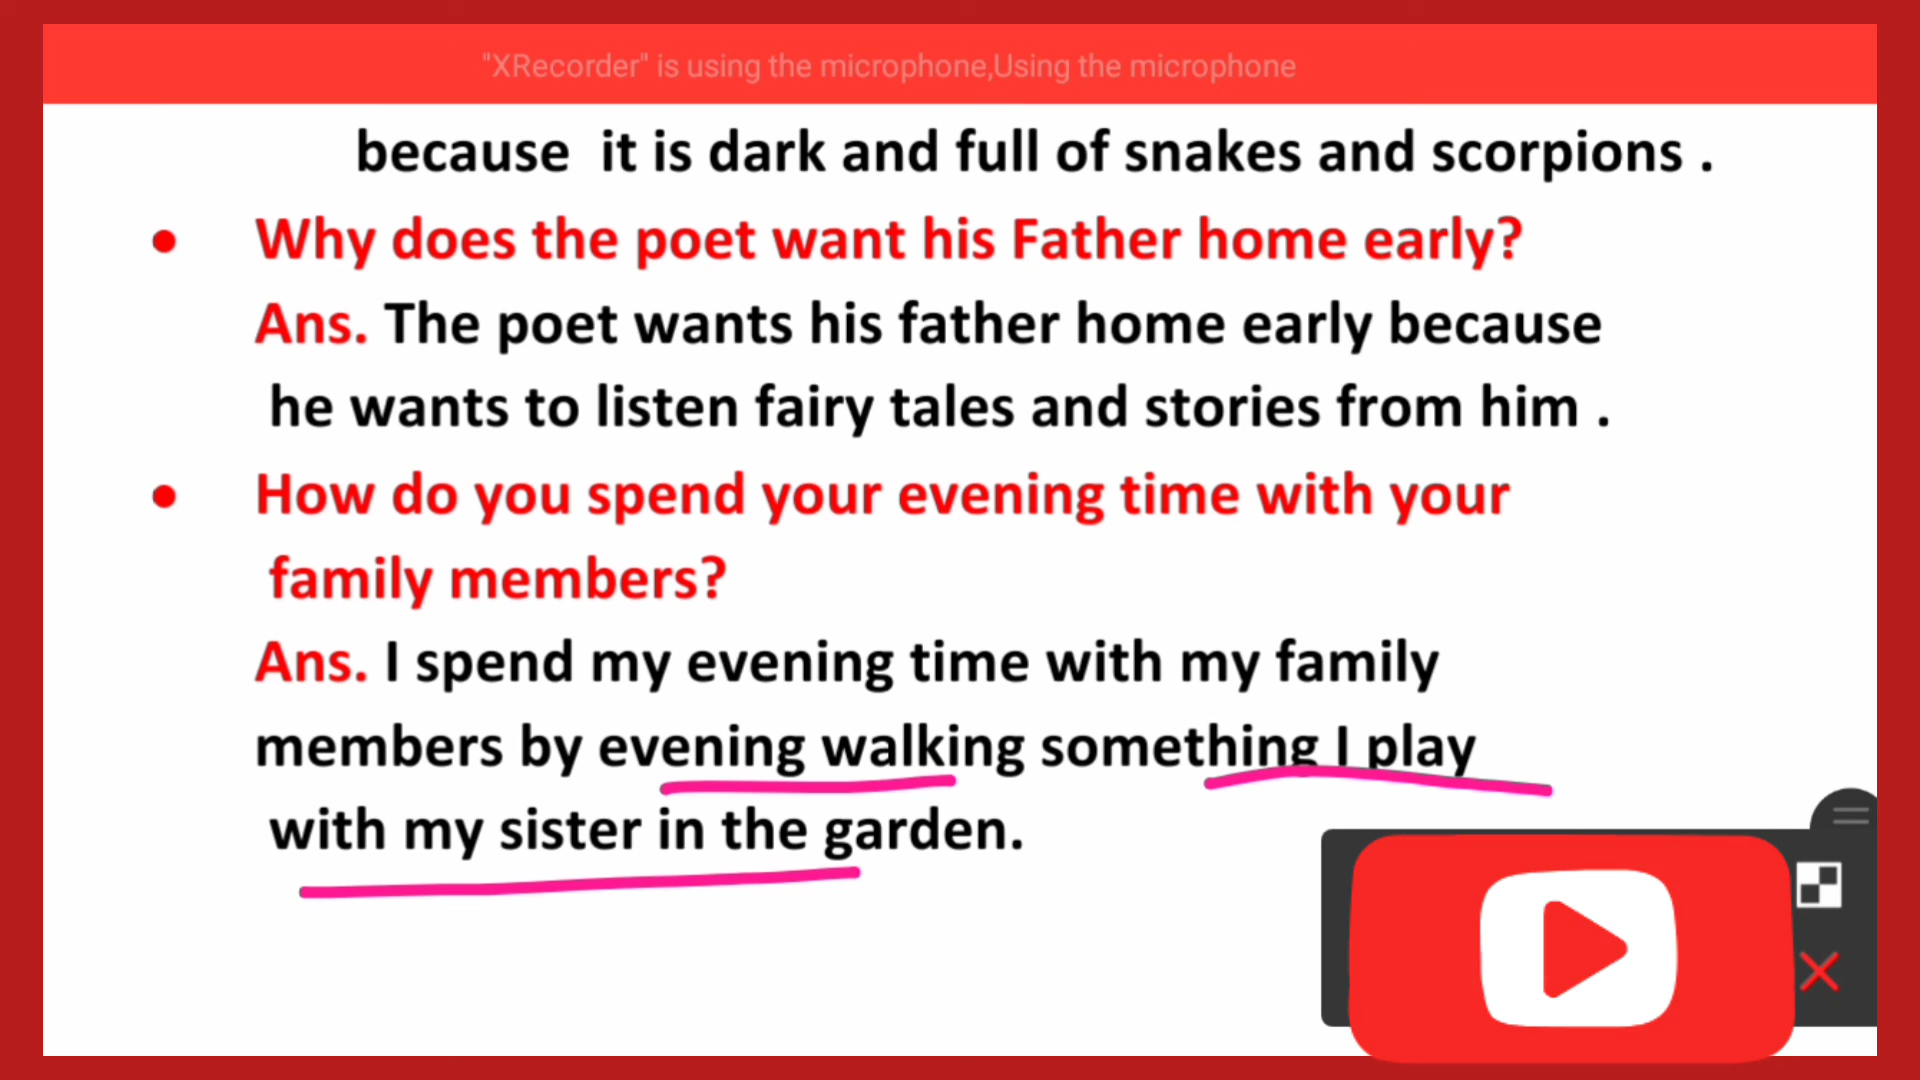 "XRecorder" is using the microphone,Using the microphone
because it is dark and full of snakes and scorpions .
• Why does the poet want his Father home early?
Ans. The poet wants his father home early because
he wants to listen fairy tales and stories from him .
• How do you spend your evening time with your
family members?
Ans. I spend my evening time with my family
members by evening walking something I play
with my sister in the garden.